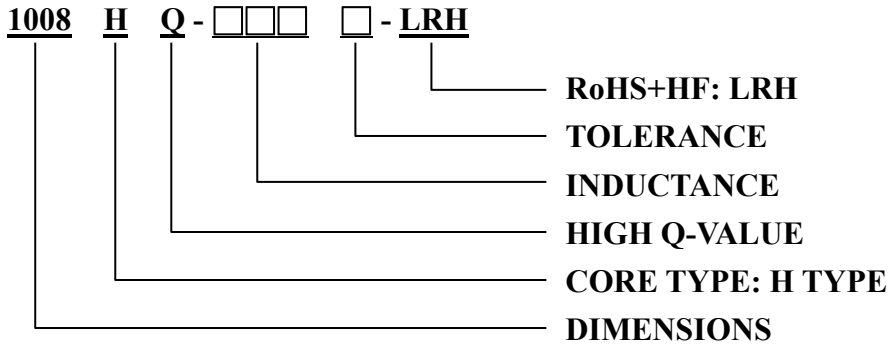 1008 H Q - □□□ □ - LRH
RoHS+HF: LRH
TOLERANCE
INDUCTANCE
HIGH Q-VALUE
CORE TYPE: H TYPE
DIMENSIONS